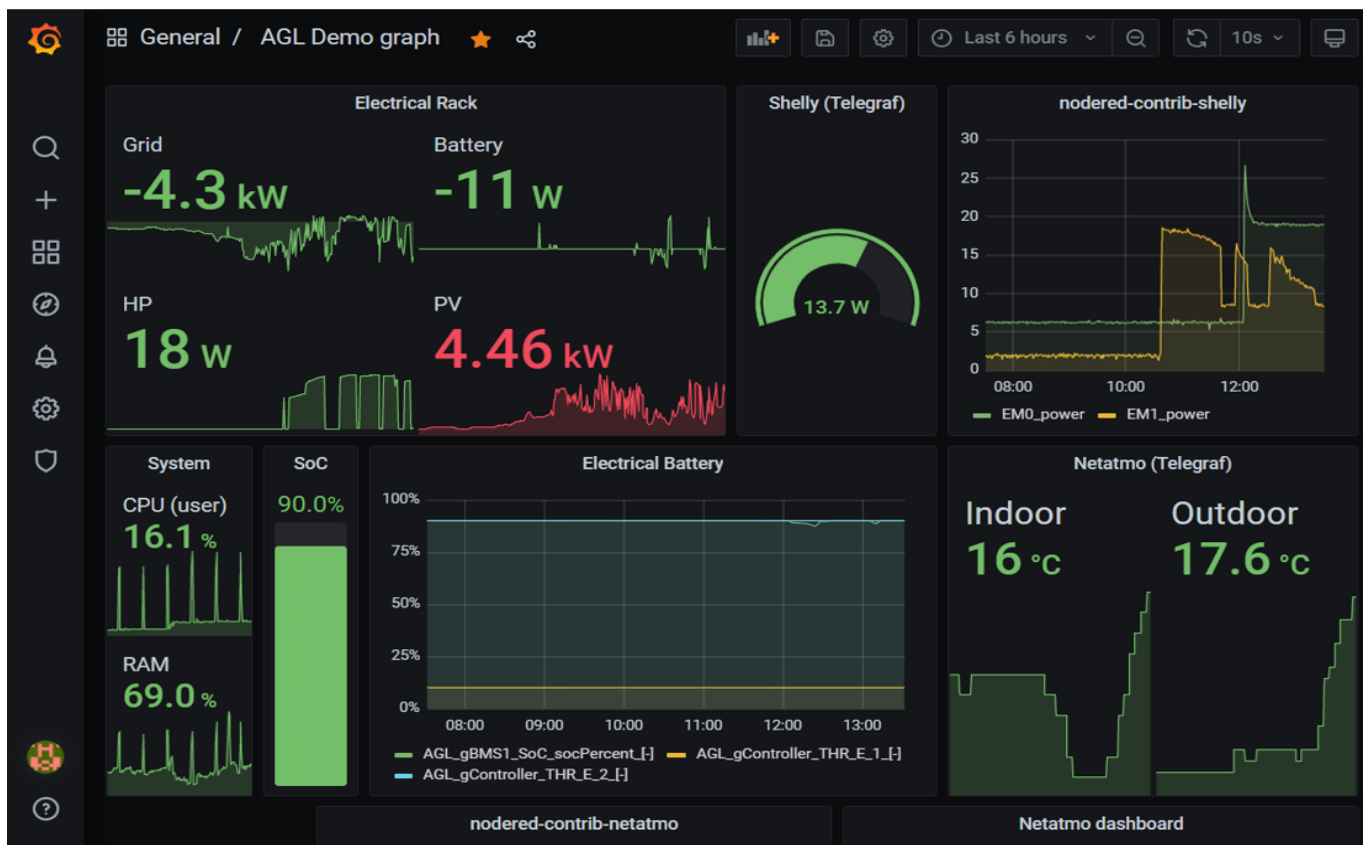 General / AGL Demo graph
Last 6 hours
10s
Electrical Rack
Grid
-4.3 kW
Battery
-11 W
HP
18 W
PV
4.46 kW
Shelly (Telegraf)
13.7 W
nodered-contrib-shelly
30
25
20
15
10
5
0
08:00 10:00 12:00
EM0_power EM1_power
System
CPU (user)
16.1 %
RAM
69.0 %
SoC
90.0%
Electrical Battery
100%
75%
50%
25%
0%
08:00 09:00 10:00 11:00 12:00 13:00
AGL_gBMS1_SoC_socPercent_[-] AGL_gController_THR_E_1_[-]
AGL_gController_THR_E_2_[-]
Netatmo (Telegraf)
Indoor
16 °C
Outdoor
17.6 °C
nodered-contrib-netatmo
Netatmo dashboard